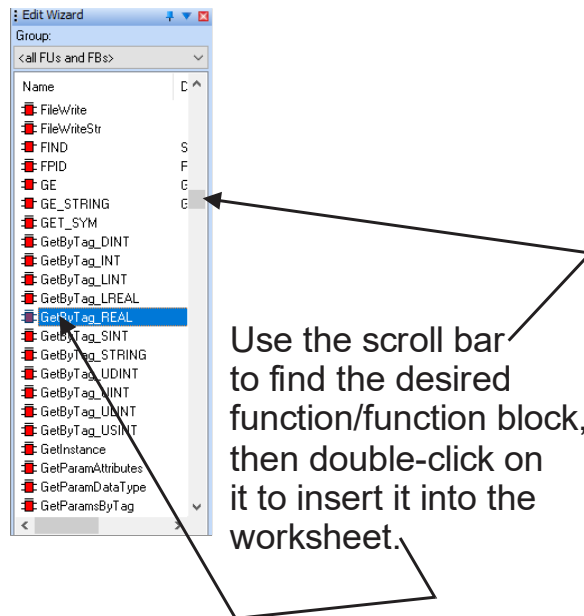 Edit Wizard
Group:
<all FUs and FBs>
Name D
FileWrite
FileWriteStr
FIND S
FPID F
GE G
GE_STRING G
GET_SYM
GetByTag_DINT
GetByTag_INT
GetByTag_LINT
GetByTag_LREAL
GetByTag_REAL
GetByTag_SINT
GetByTag_STRING
GetByTag_UDINT
GetByTag_UINT
GetByTag_ULINT
GetByTag_USINT
GetInstance
GetParamAttributes
GetParamDataType
GetParamsByTag
Use the scroll bar
to find the desired
function/function block,
then double-click on
it to insert it into the
worksheet.